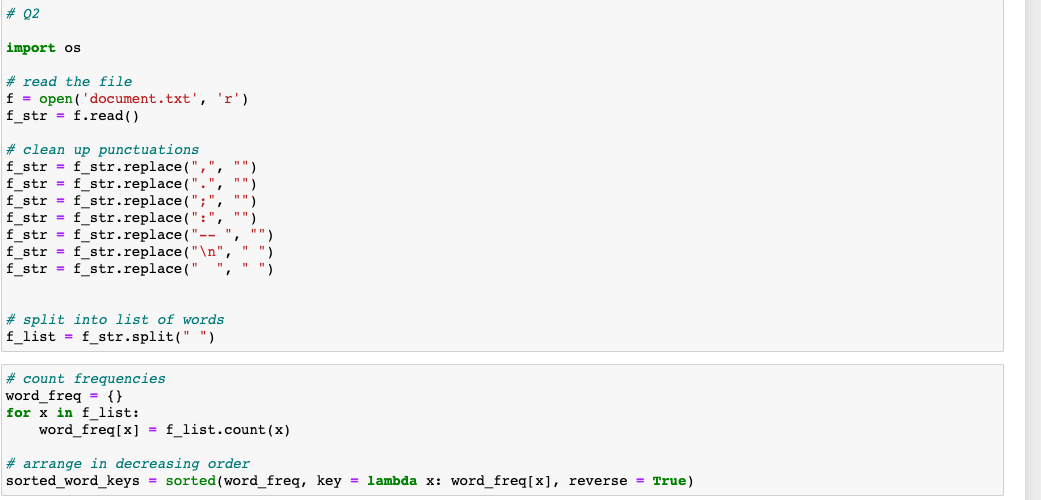 # Q2
import os
# read the file
f = open('document.txt', 'r')
f_str = f.read()
# clean up punctuations
f_str = f_str.replace(",", "")
f_str = f_str.replace(".", "")
f_str = f_str.replace(";", "")
f_str = f_str.replace(":", "")
f_str = f_str.replace("-- ", "")
f_str = f_str.replace("\n", " ")
f_str = f_str.replace("  ", " ")
# split into list of words
f_list = f_str.split(" ")
# count frequencies
word_freq = {}
for x in f_list:
    word_freq[x] = f_list.count(x)
# arrange in decreasing order
sorted_word_keys = sorted(word_freq, key = lambda x: word_freq[x], reverse = True)